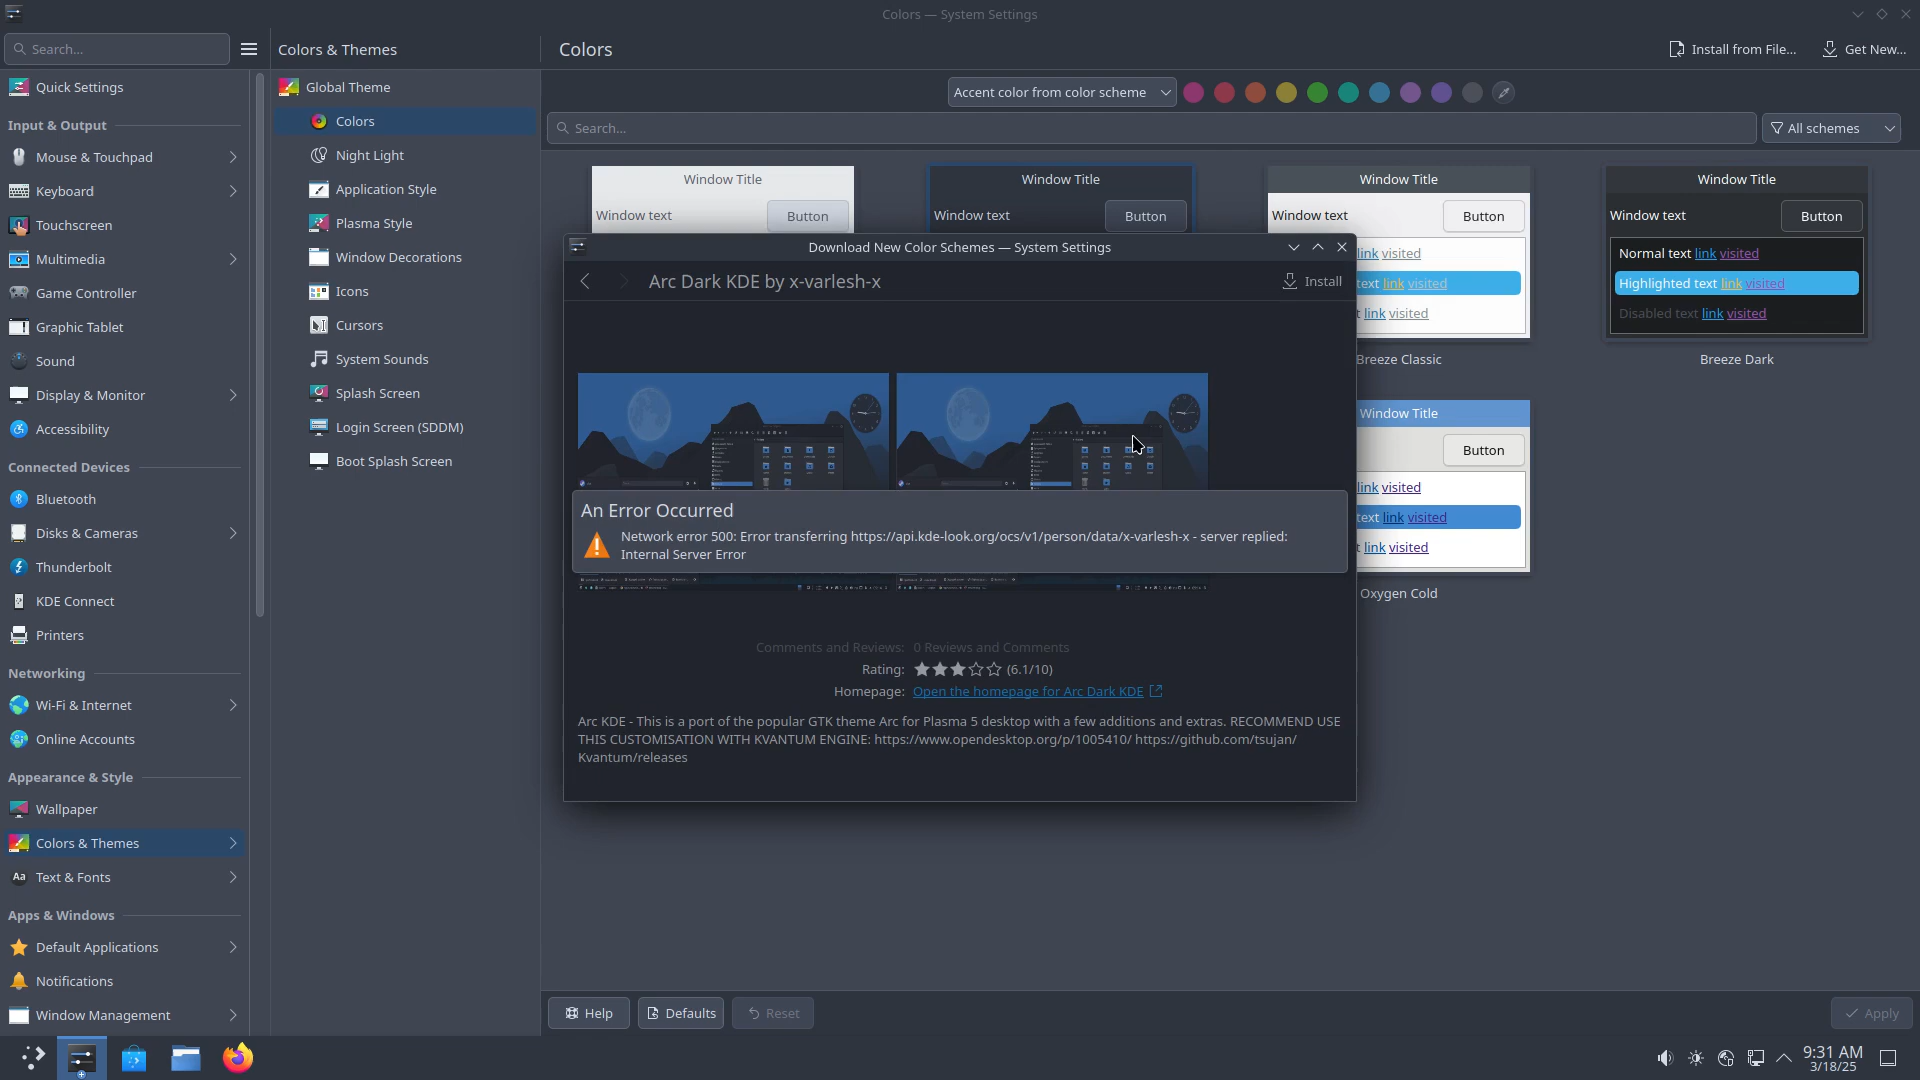 Colors — System Settings
Search...
Colors & Themes
Colors
Install from File...
Get New...
Quick Settings
Input & Output
Mouse & Touchpad
Keyboard
Touchscreen
Multimedia
Game Controller
Graphic Tablet
Sound
Display & Monitor
Accessibility
Connected Devices
Bluetooth
Disks & Cameras
Thunderbolt
KDE Connect
Printers
Networking
Wi-Fi & Internet
Online Accounts
Appearance & Style
Wallpaper
Colors & Themes
Text & Fonts
Apps & Windows
Default Applications
Notifications
Window Management
Global Theme
Colors
Night Light
Application Style
Plasma Style
Window Decorations
Icons
Cursors
System Sounds
Splash Screen
Login Screen (SDDM)
Boot Splash Screen
Accent color from color scheme
Search...
All schemes
Window Title
Window text
Button
Window Title
Window text
Button
Window Title
Window text
Button
link visited
text link visited
t link visited
Breeze Classic
Window Title
Window text
Button
Normal text link visited
Highlighted text link visited
Disabled text link visited
Breeze Dark
Window Title
Button
link visited
text link visited
t link visited
Oxygen Cold
Download New Color Schemes — System Settings
Arc Dark KDE by x-varlesh-x
Install
An Error Occurred
Network error 500: Error transferring https://api.kde-look.org/ocs/v1/person/data/x-varlesh-x - server replied:
Internal Server Error
Comments and Reviews: 0 Reviews and Comments
Rating: (6.1/10)
Homepage: Open the homepage for Arc Dark KDE
Arc KDE - This is a port of the popular GTK theme Arc for Plasma 5 desktop with a few additions and extras. RECOMMEND USE
THIS CUSTOMISATION WITH KVANTUM ENGINE: https://www.opendesktop.org/p/1005410/ https://github.com/tsujan/
Kvantum/releases
Help
Defaults
Reset
Apply
9:31 AM
3/18/25